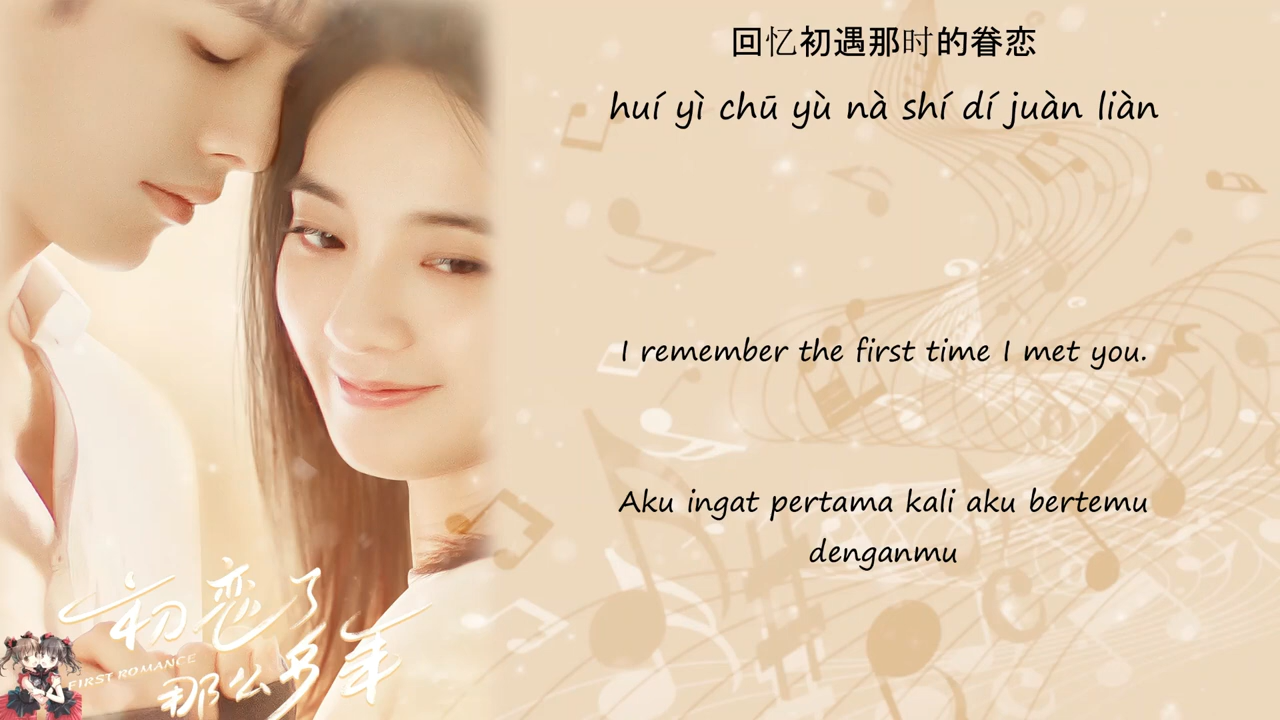 回忆初遇那时的眷恋
huí yì chū yù nà shí dí juàn liàn
I remember the first time I met you.
Aku ingat pertama kali aku bertemu
denganmu
初恋了
FIRST ROMANCE
那么多年